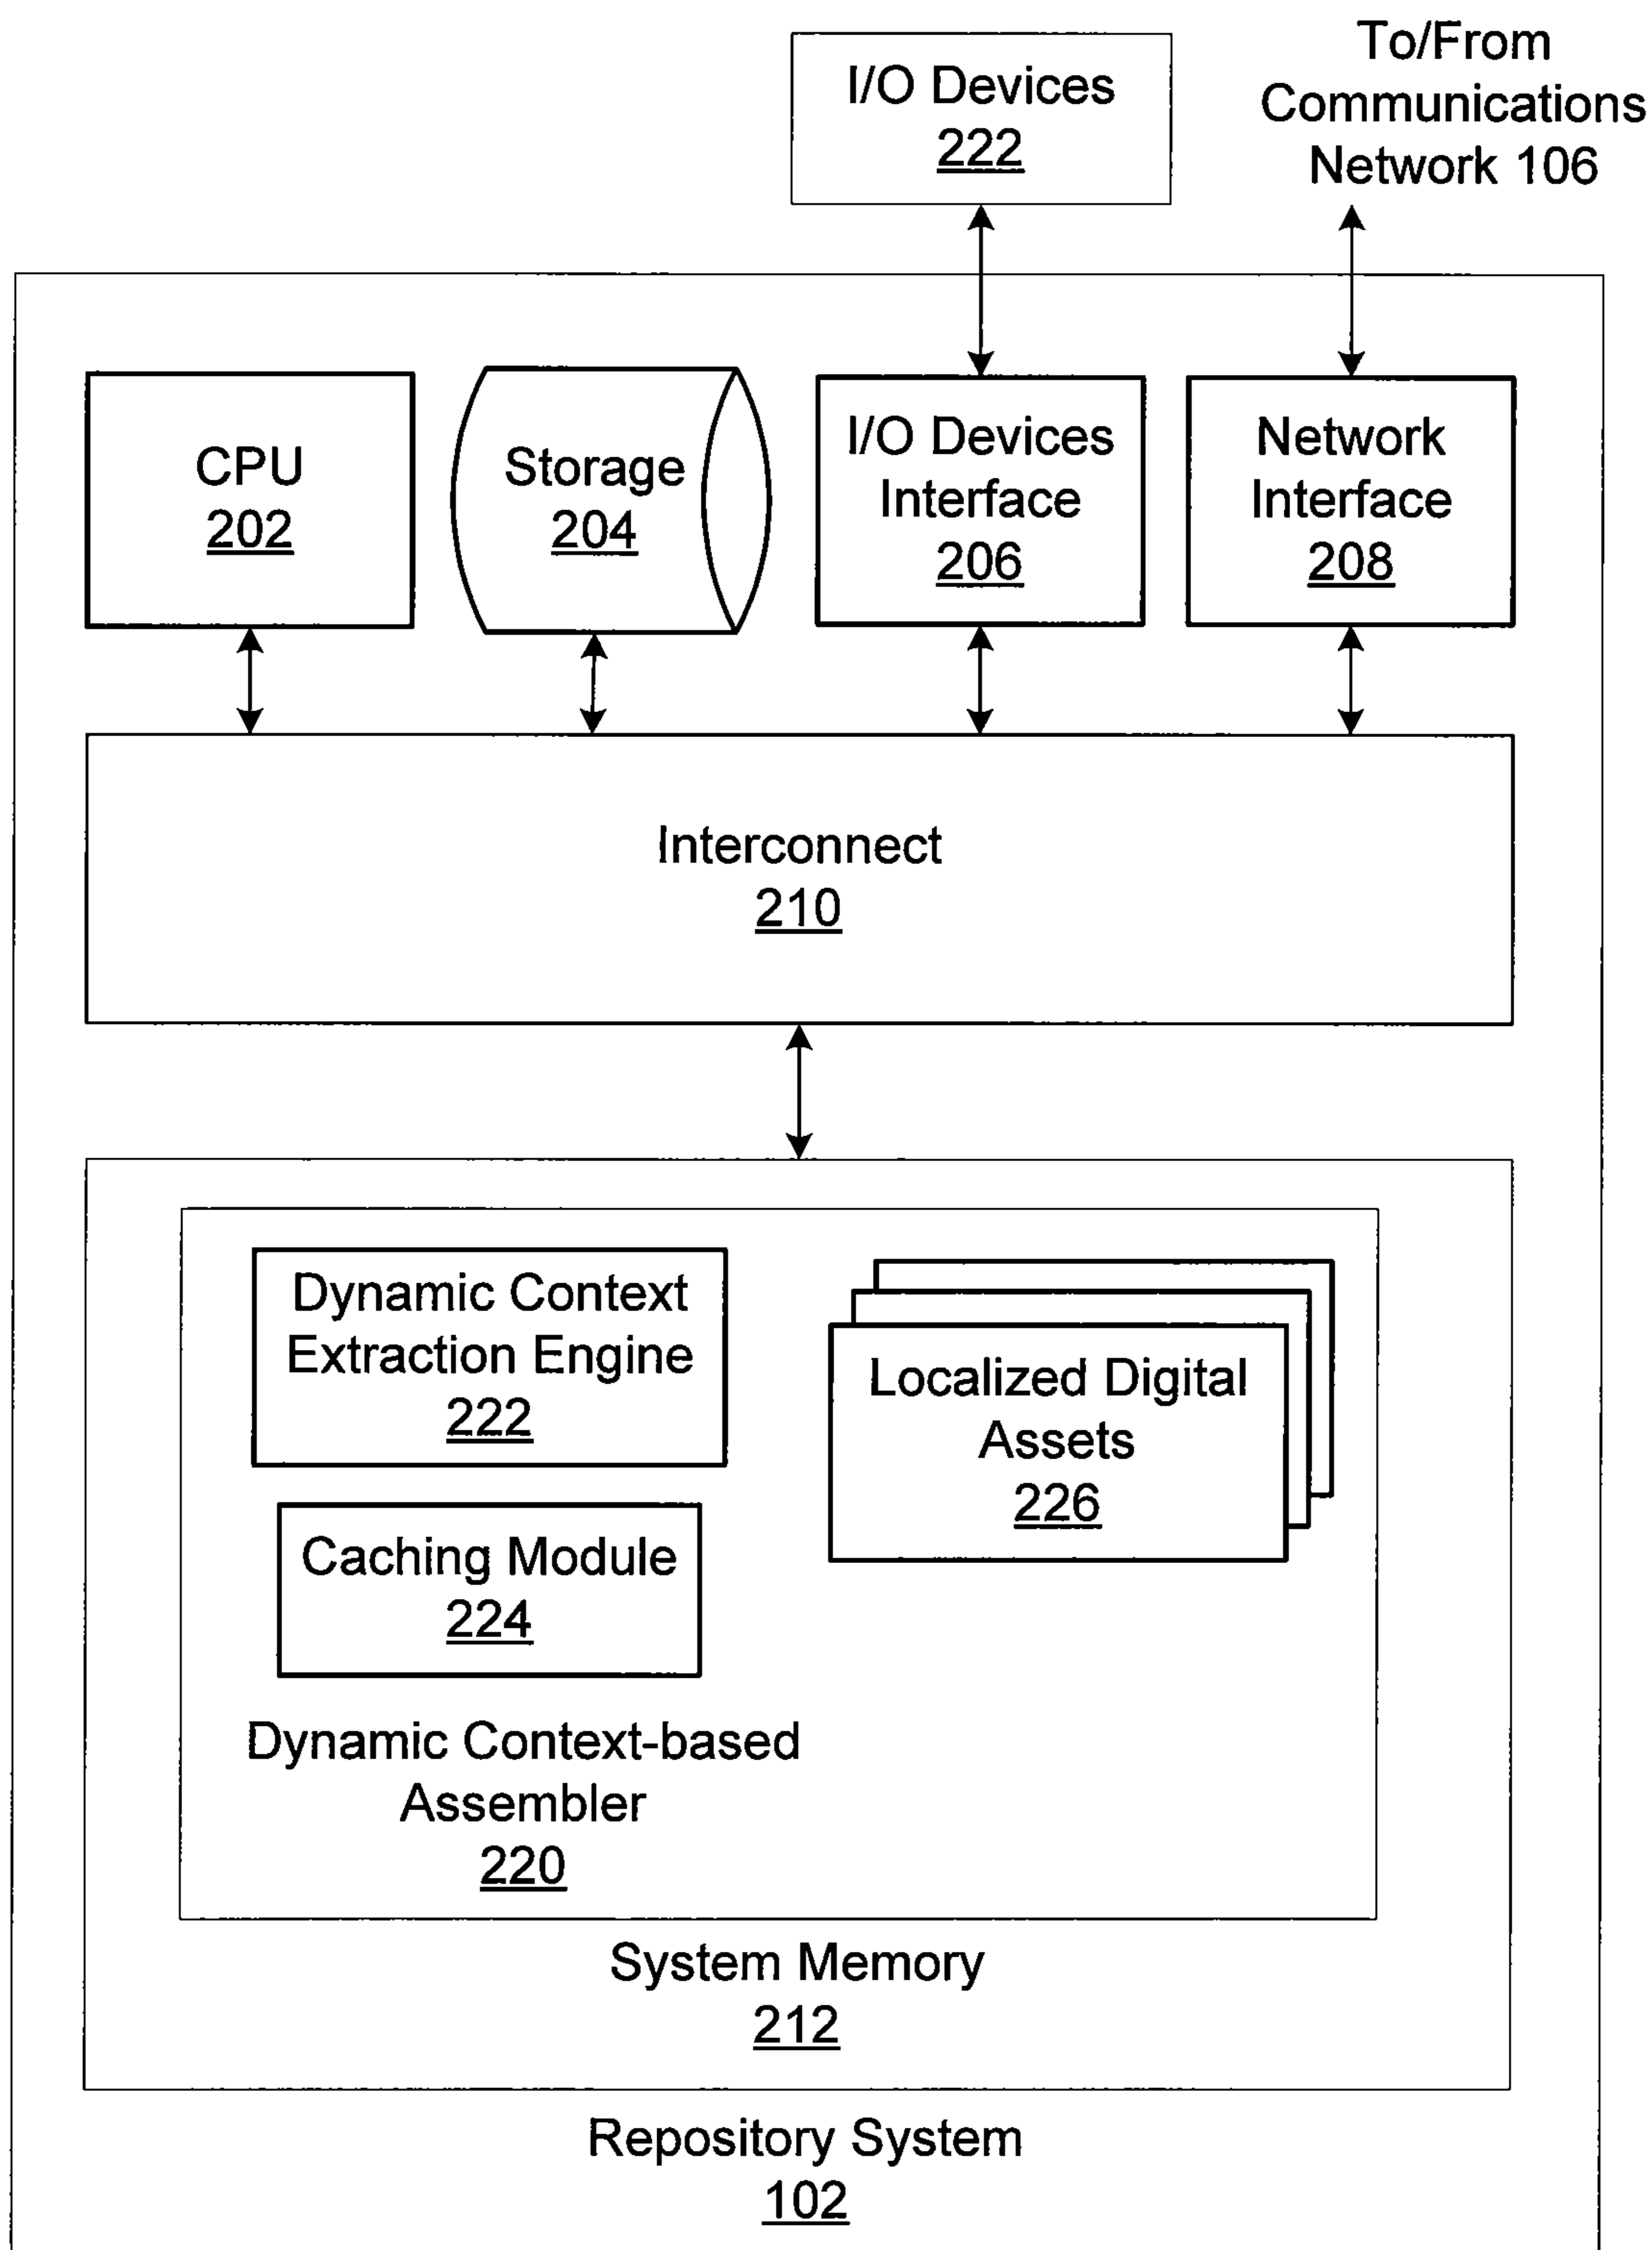 I/O Devices
222
To/From
Communications
Network 106
CPU
202
Storage
204
I/O Devices
Interface
206
Network
Interface
208
Interconnect
210
Dynamic Context
Extraction Engine
222
Localized Digital
Assets
226
Caching Module
224
Dynamic Context-based
Assembler
220
System Memory
212
Repository System
102